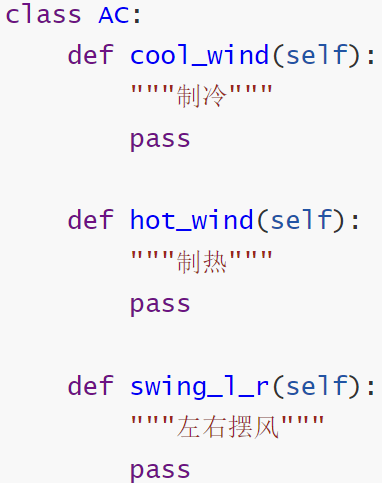 class AC:
    def cool_wind(self):
        """制冷"""
        pass

    def hot_wind(self):
        """制热"""
        pass

    def swing_l_r(self):
        """左右摆风"""
        pass